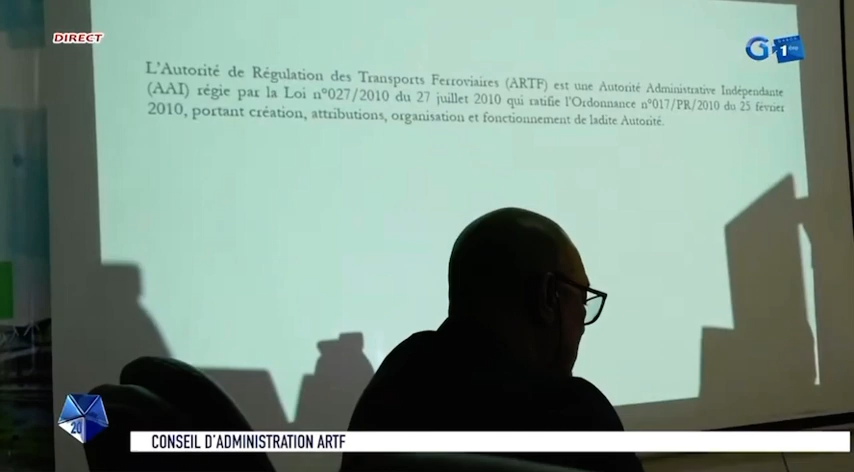 DIRECT
G 1ère
L'Autorité de Régulation des Transports Ferroviaires (ARTF) est une Autorité Administrative Indépendante
(AAI) régie par la Loi n°027/2010 du 27 juillet 2010 qui ratifie l'Ordonnance n°017/PR/2010 du 25 février
2010, portant création, attributions, organisation et fonctionnement de ladite Autorité.
20
CONSEIL D'ADMINISTRATION ARTF